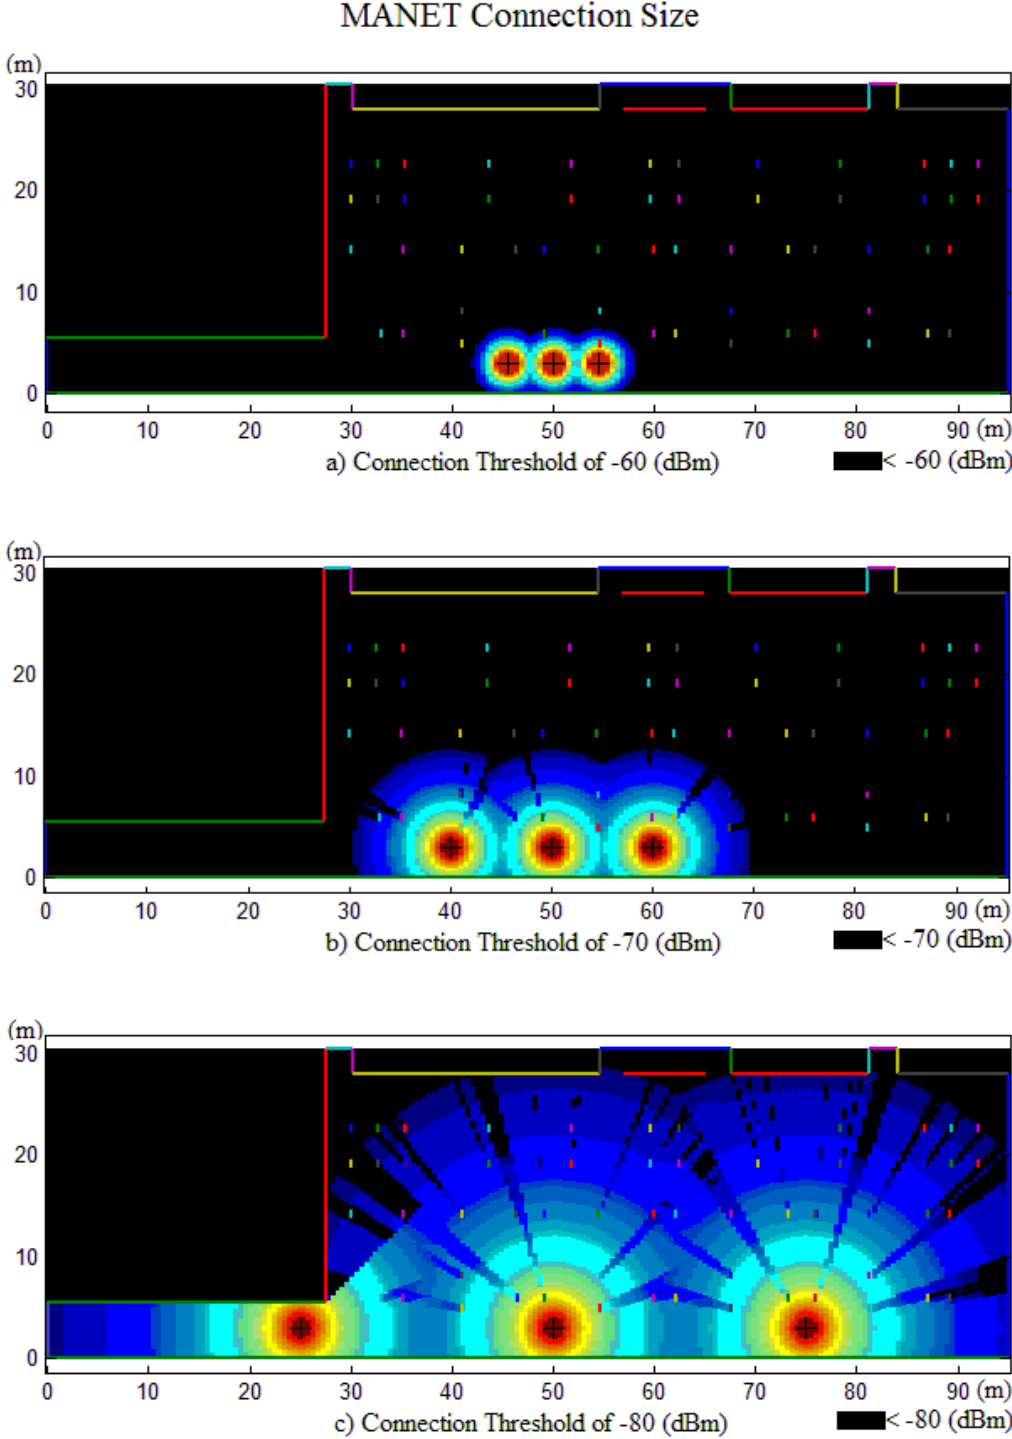 MANET Connection Size
(m)
30
20
10
0
0 10 20 30 40 50 60 70 80 90 (m)
a) Connection Threshold of -60 (dBm) < -60 (dBm)
(m)
30
20
10
0
0 10 20 30 40 50 60 70 80 90 (m)
b) Connection Threshold of -70 (dBm) < -70 (dBm)
(m)
30
20
10
0
0 10 20 30 40 50 60 70 80 90 (m)
c) Connection Threshold of -80 (dBm) < -80 (dBm)